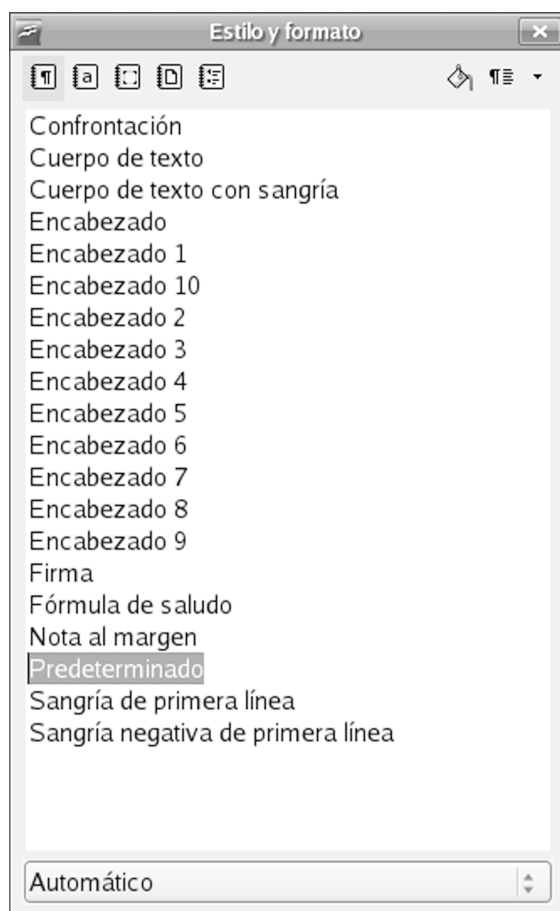 Estilo y formato
Confrontación
Cuerpo de texto
Cuerpo de texto con sangría
Encabezado
Encabezado 1
Encabezado 10
Encabezado 2
Encabezado 3
Encabezado 4
Encabezado 5
Encabezado 6
Encabezado 7
Encabezado 8
Encabezado 9
Firma
Fórmula de saludo
Nota al margen
Predeterminado
Sangría de primera línea
Sangría negativa de primera línea
Automático